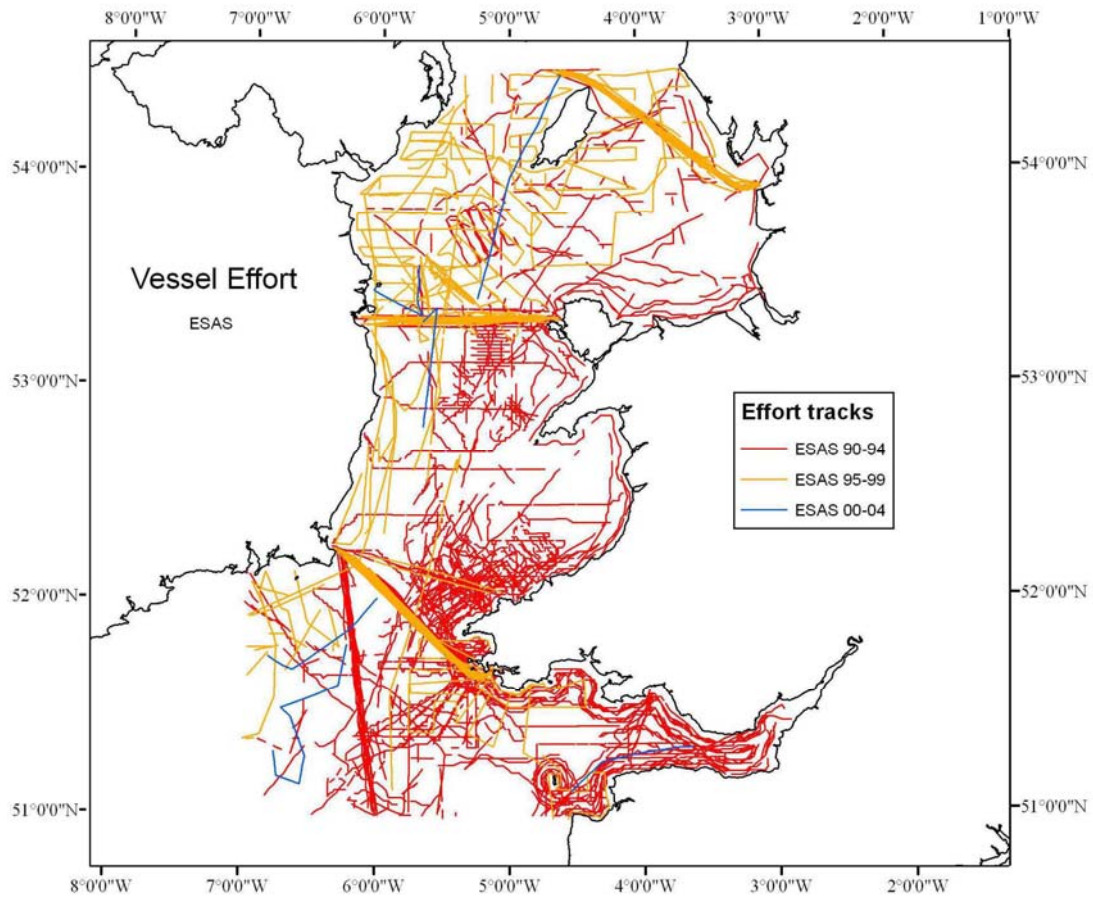 8°0'0"W 7°0'0"W 6°0'0"W 5°0'0"W 4°0'0"W 3°0'0"W 2°0'0"W 1°0'0"W
54°0'0"N 54°0'0"N
Vessel Effort
ESAS
53°0'0"N 53°0'0"N
Effort tracks
ESAS 90-94
ESAS 95-99
ESAS 00-04
52°0'0"N 52°0'0"N
51°0'0"N 51°0'0"N
8°0'0"W 7°0'0"W 6°0'0"W 5°0'0"W 4°0'0"W 3°0'0"W 2°0'0"W